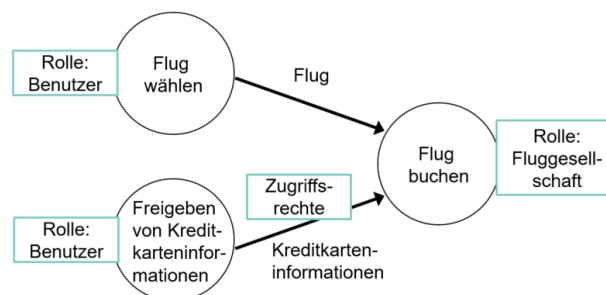 Rolle:
Benutzer
Flug
wählen
Flug
Flug
buchen
Rolle:
Fluggesell-
schaft
Rolle:
Benutzer
Freigeben
von Kredit-
karteninfor-
mationen
Zugriffs-
rechte
Kreditkarten-
informationen